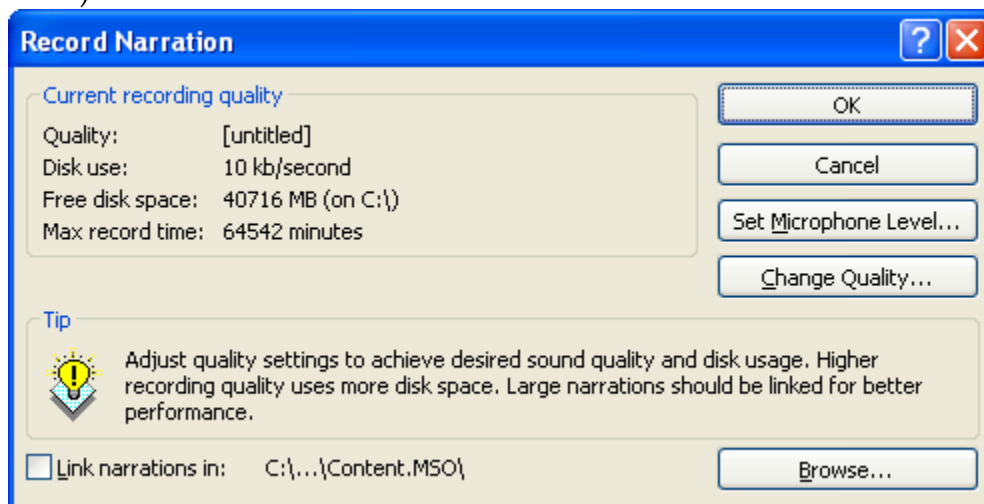 Record Narration
Current recording quality
Quality: [untitled]
Disk use: 10 kb/second
Free disk space: 40716 MB (on C:\)
Max record time: 64542 minutes
OK
Cancel
Set Microphone Level...
Change Quality...
Tip
Adjust quality settings to achieve desired sound quality and disk usage. Higher
recording quality uses more disk space. Large narrations should be linked for better
performance.
Link narrations in: C:\...\Content.MSO\
Browse...